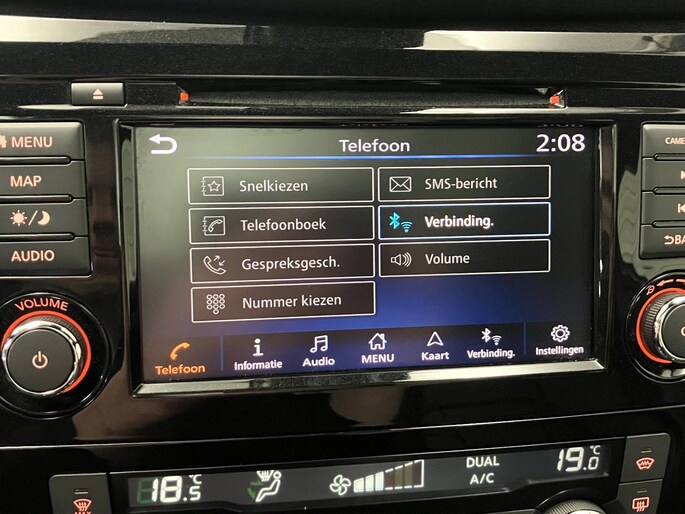 MENU
MAP
AUDIO
VOLUME
Telefoon
2:08
Snelkiezen
SMS-bericht
Telefoonboek
Verbinding.
Gespreksgesch.
Volume
Nummer kiezen
Telefoon
Informatie
Audio
MENU
Kaart
Verbinding.
Instellingen
18.5 °C
DUAL
A/C
19.0 °C